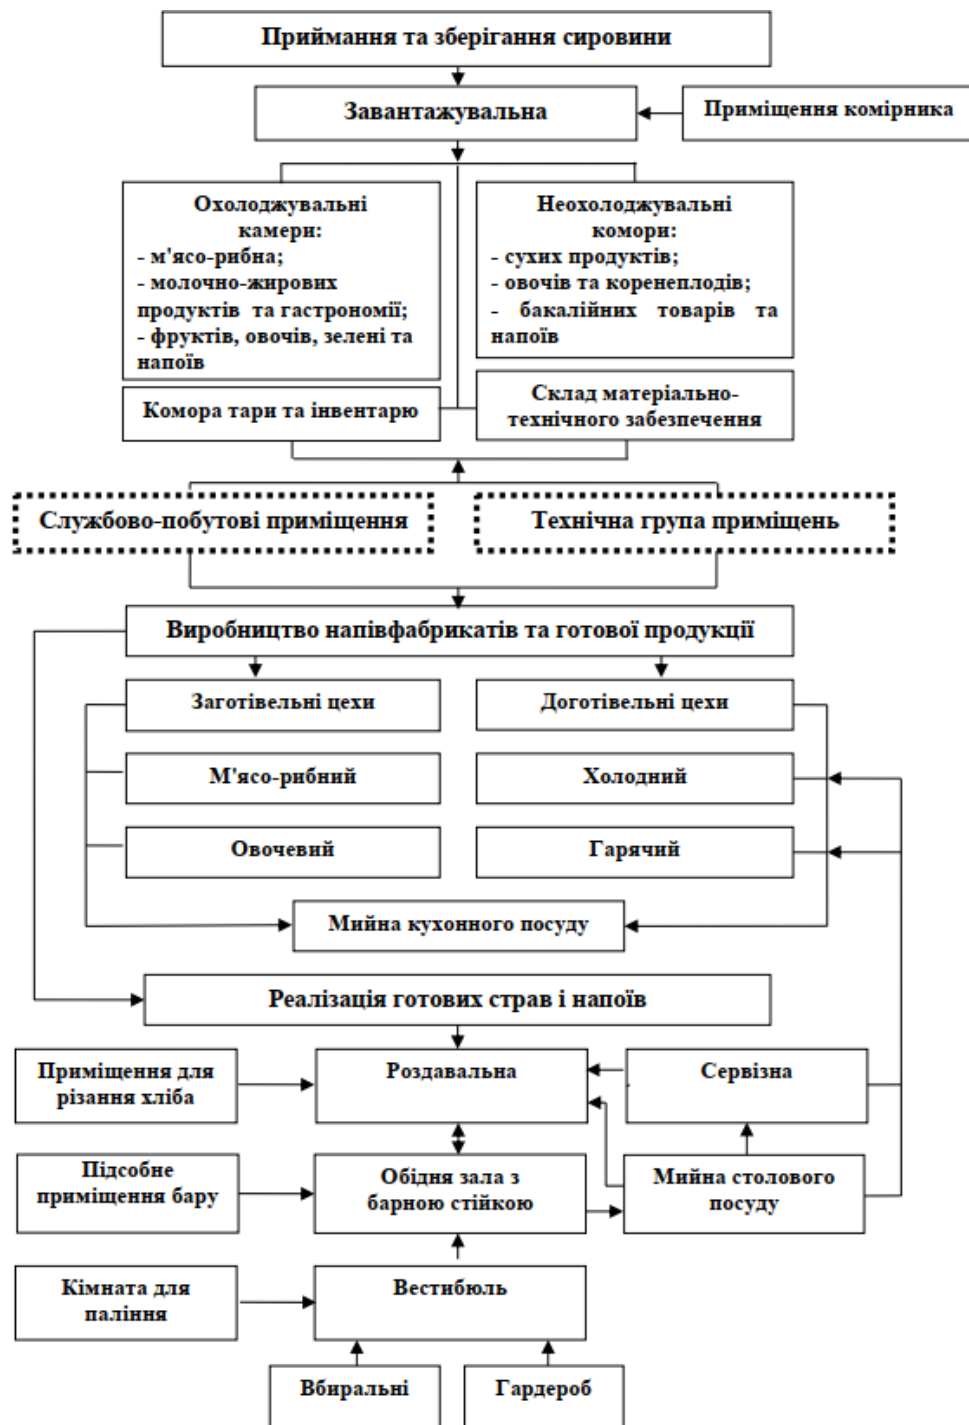 Приймання та зберігання сировини
Завантажувальна
Приміщення комірника
Охолоджувальні
камери:
- м'ясо-рибна;
- молочно-жирових
продуктів та гастрономії;
- фруктів, овочів, зелені та
напоїв
Неохолоджувальні
комори:
- сухих продуктів;
- овочів та коренеплодів;
- бакалійних товарів та
напоїв
Комора тари та інвентарю
Склад матеріально-
технічного забезпечення
Службово-побутові приміщення
Технічна група приміщень
Виробництво напівфабрикатів та готової продукції
Заготівельні цехи
Доготівельні цехи
М'ясо-рибний
Холодний
Овочевий
Гарячий
Мийна кухонного посуду
Реалізація готових страв і напоїв
Приміщення для
різання хліба
Роздавальна
Сервізна
Підсобне
приміщення бару
Обідня зала з
барною стійкою
Мийна столового
посуду
Кімната для
паління
Вестибюль
Вбиральні
Гардероб